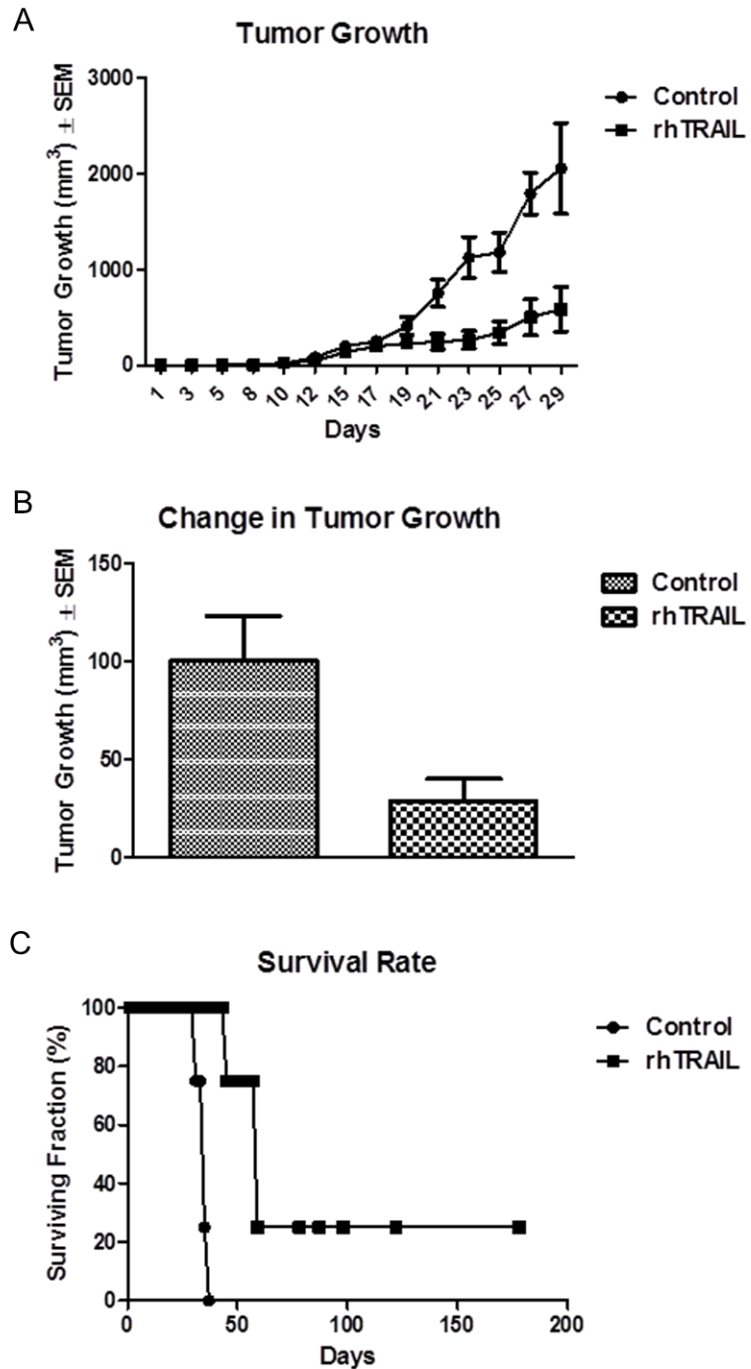 A
Tumor Growth
Tumor Growth (mm³) ± SEM
3000
2000
1000
0
1 3 5 8 10 12 15 17 19 21 23 25 27 29
Days
Control
rhTRAIL
B
Change in Tumor Growth
Tumor Growth (mm³) ± SEM
150
100
50
0
Control
rhTRAIL
C
Survival Rate
Surviving Fraction (%)
100
80
60
40
20
0
0 50 100 150 200
Days
Control
rhTRAIL